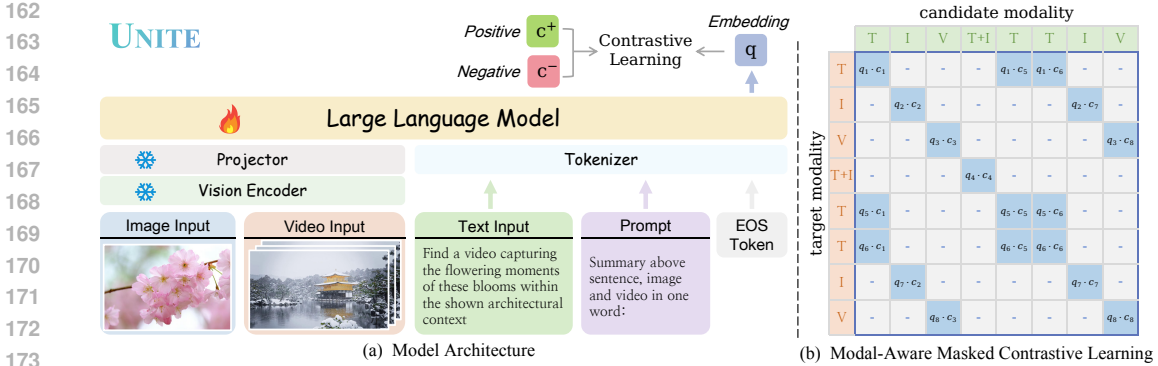 162
163
164
165
166
167
168
169
170
171
172
173
UNITE
Positive c⁺
Negative c⁻
Contrastive
Learning
Embedding
q
Large Language Model
Projector
Tokenizer
Vision Encoder
Image Input
Video Input
Text Input
Find a video capturing
the flowering moments
of these blooms within
the shown architectural
context
Prompt
Summary above
sentence, image
and video in one
word:
EOS
Token
(a) Model Architecture
candidate modality
T I V T+I T T I V
target modality
T q₁·c₁ - - - q₁·c₅ q₁·c₆ - -
I - q₂·c₂ - - - - q₂·c₇ -
V - - q₃·c₃ - - - - q₃·c₈
T+I - - - q₄·c₄ - - - -
T q₅·c₁ - - - q₅·c₅ q₅·c₆ - -
T q₆·c₁ - - - q₆·c₅ q₆·c₆ - -
I - q₇·c₂ - - - - q₇·c₇ -
V - - q₈·c₃ - - - - q₈·c₈
(b) Modal-Aware Masked Contrastive Learning